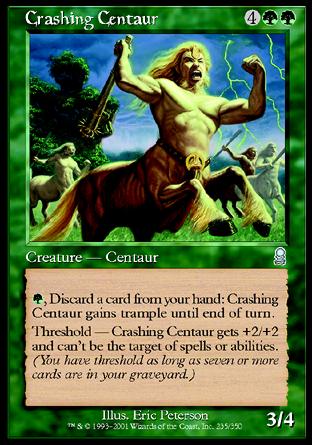 Crashing Centaur 4
Creature — Centaur
, Discard a card from your hand: Crashing
Centaur gains trample until end of turn.
Threshold — Crashing Centaur gets +2/+2
and can't be the target of spells or abilities.
(You have threshold as long as seven or more
cards are in your graveyard.)
Illus. Eric Peterson
™ & © 1993–2001 Wizards of the Coast, Inc. 235/350
3/4